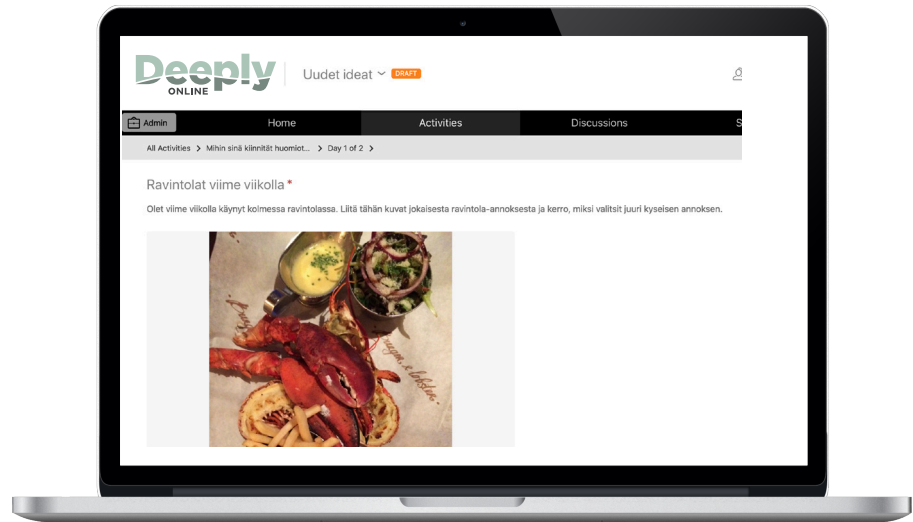 Deeply
ONLINE
Uudet ideat
DRAFT
Admin
Home
Activities
Discussions
S
All Activities > Mihin sinä kiinnität huomiot... > Day 1 of 2 >
Ravintolat viime viikolla *
Olet viime viikolla käynyt kolmessa ravintolassa. Liitä tähän kuvat jokaisesta ravintola-annoksesta ja kerro, miksi valitsit juuri kyseisen annoksen.
burger, & lobster.